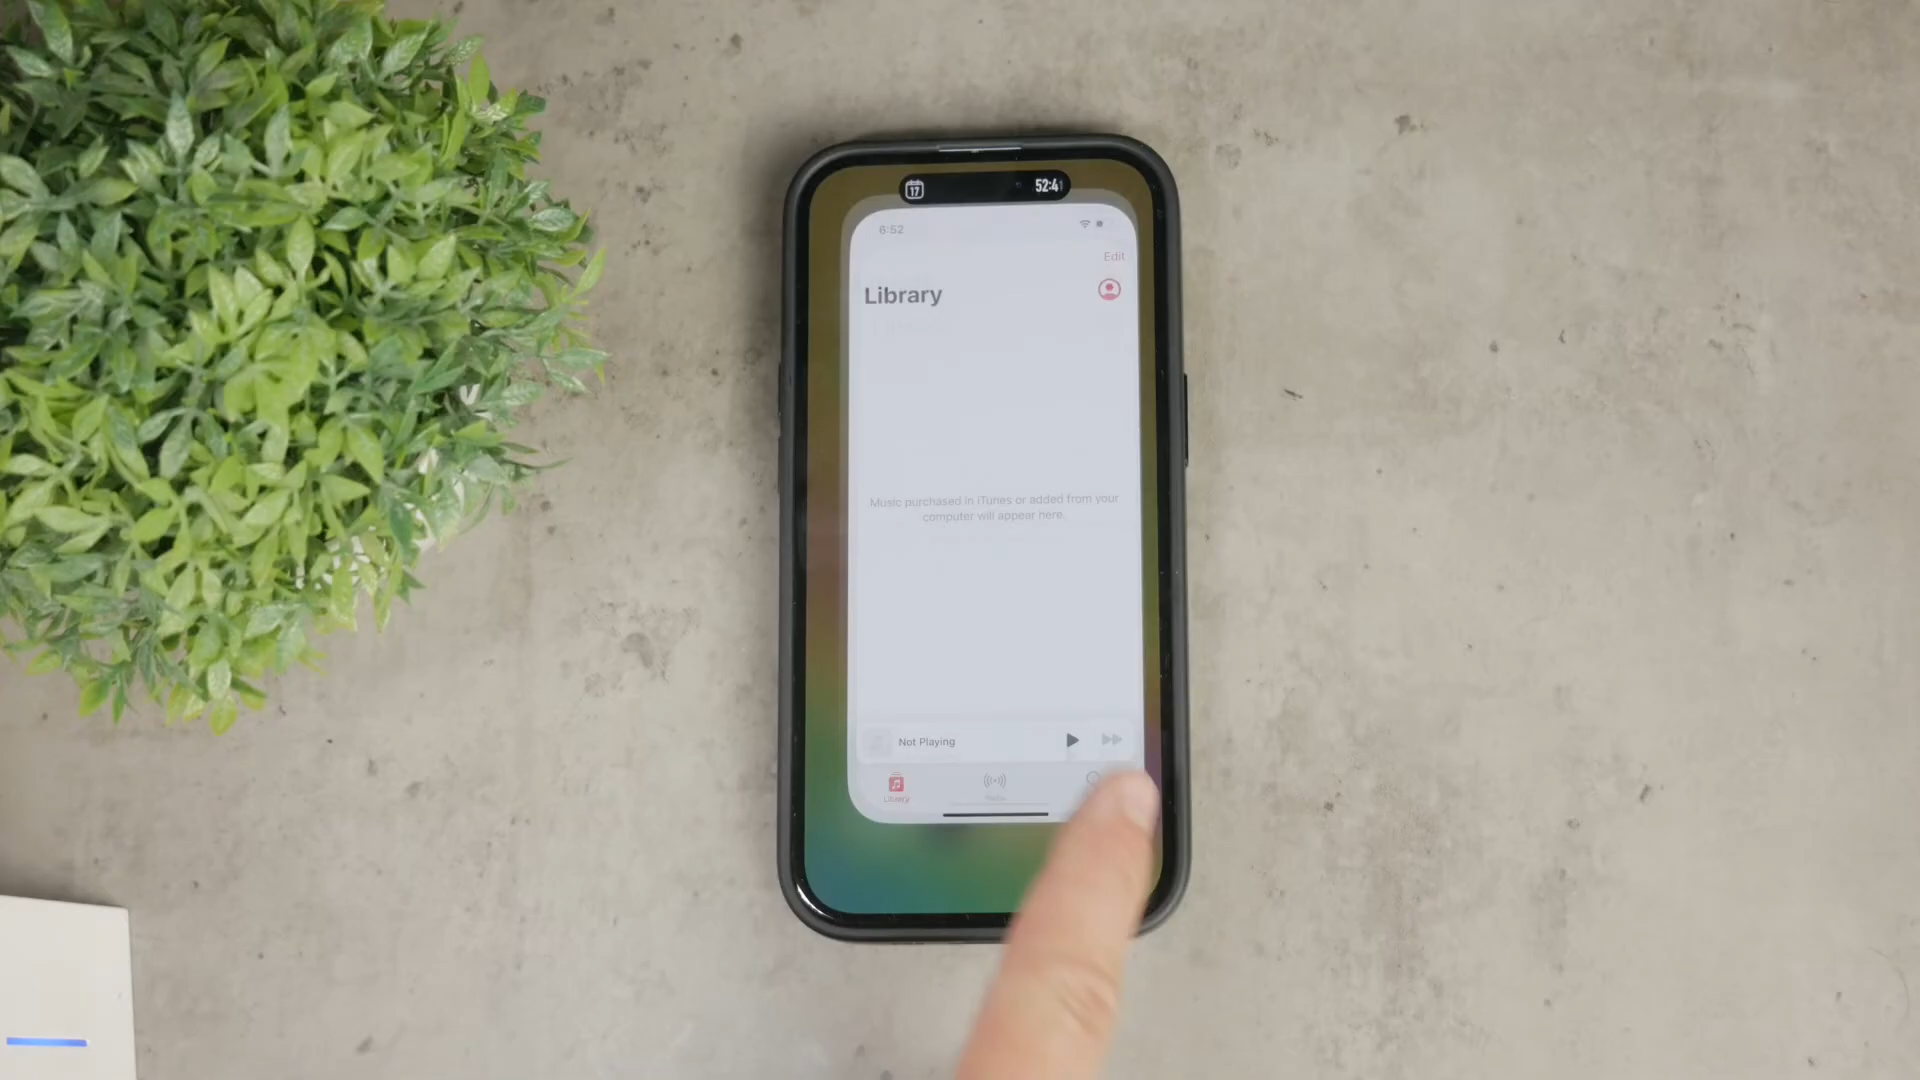 17
52:41
6:52
Edit
Library
Music purchased in iTunes or added from your
computer will appear here.
Not Playing
Library
Radio